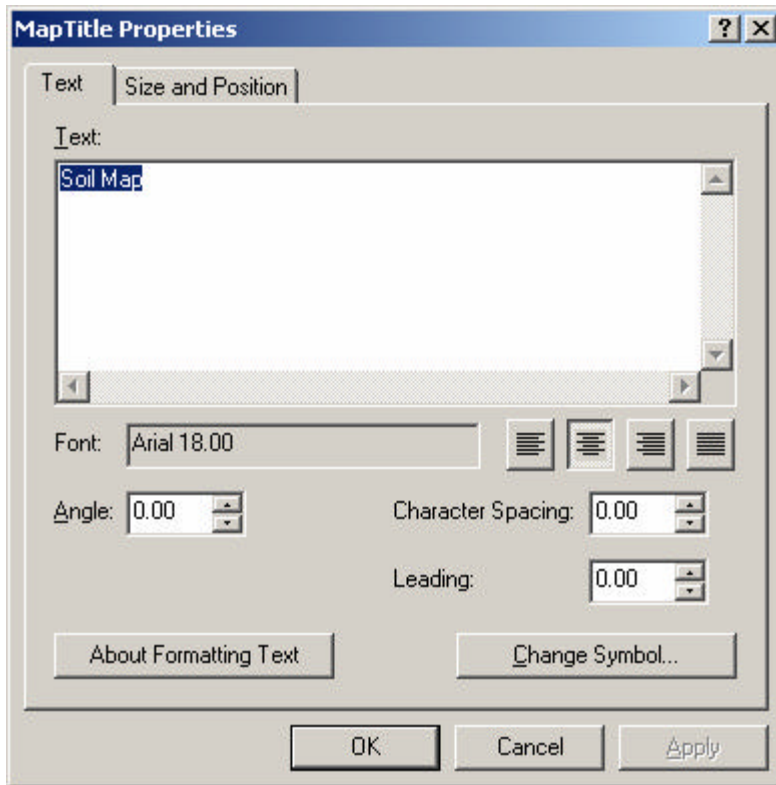 MapTitle Properties
Text Size and Position
Text:
Soil Map
Font: Arial 18.00
Angle: 0.00 Character Spacing: 0.00
Leading: 0.00
About Formatting Text Change Symbol...
OK Cancel Apply